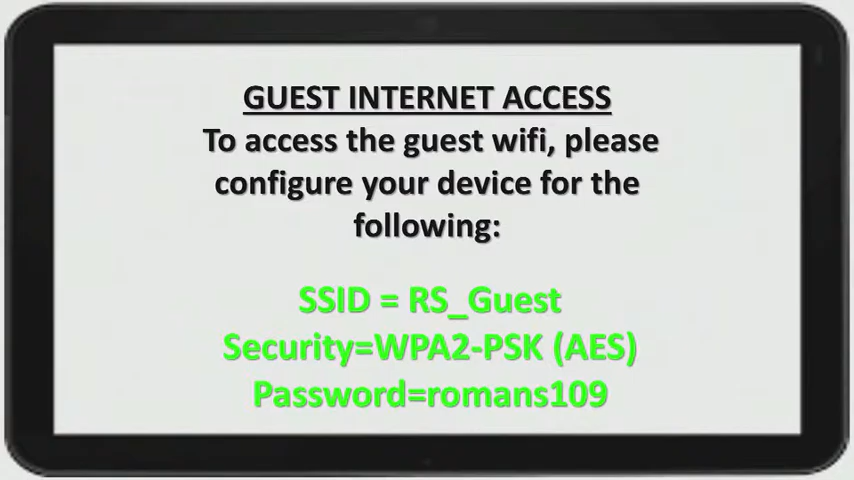 GUEST INTERNET ACCESS
To access the guest wifi, please
configure your device for the
following:
SSID = RS_Guest
Security=WPA2-PSK (AES)
Password=romans109